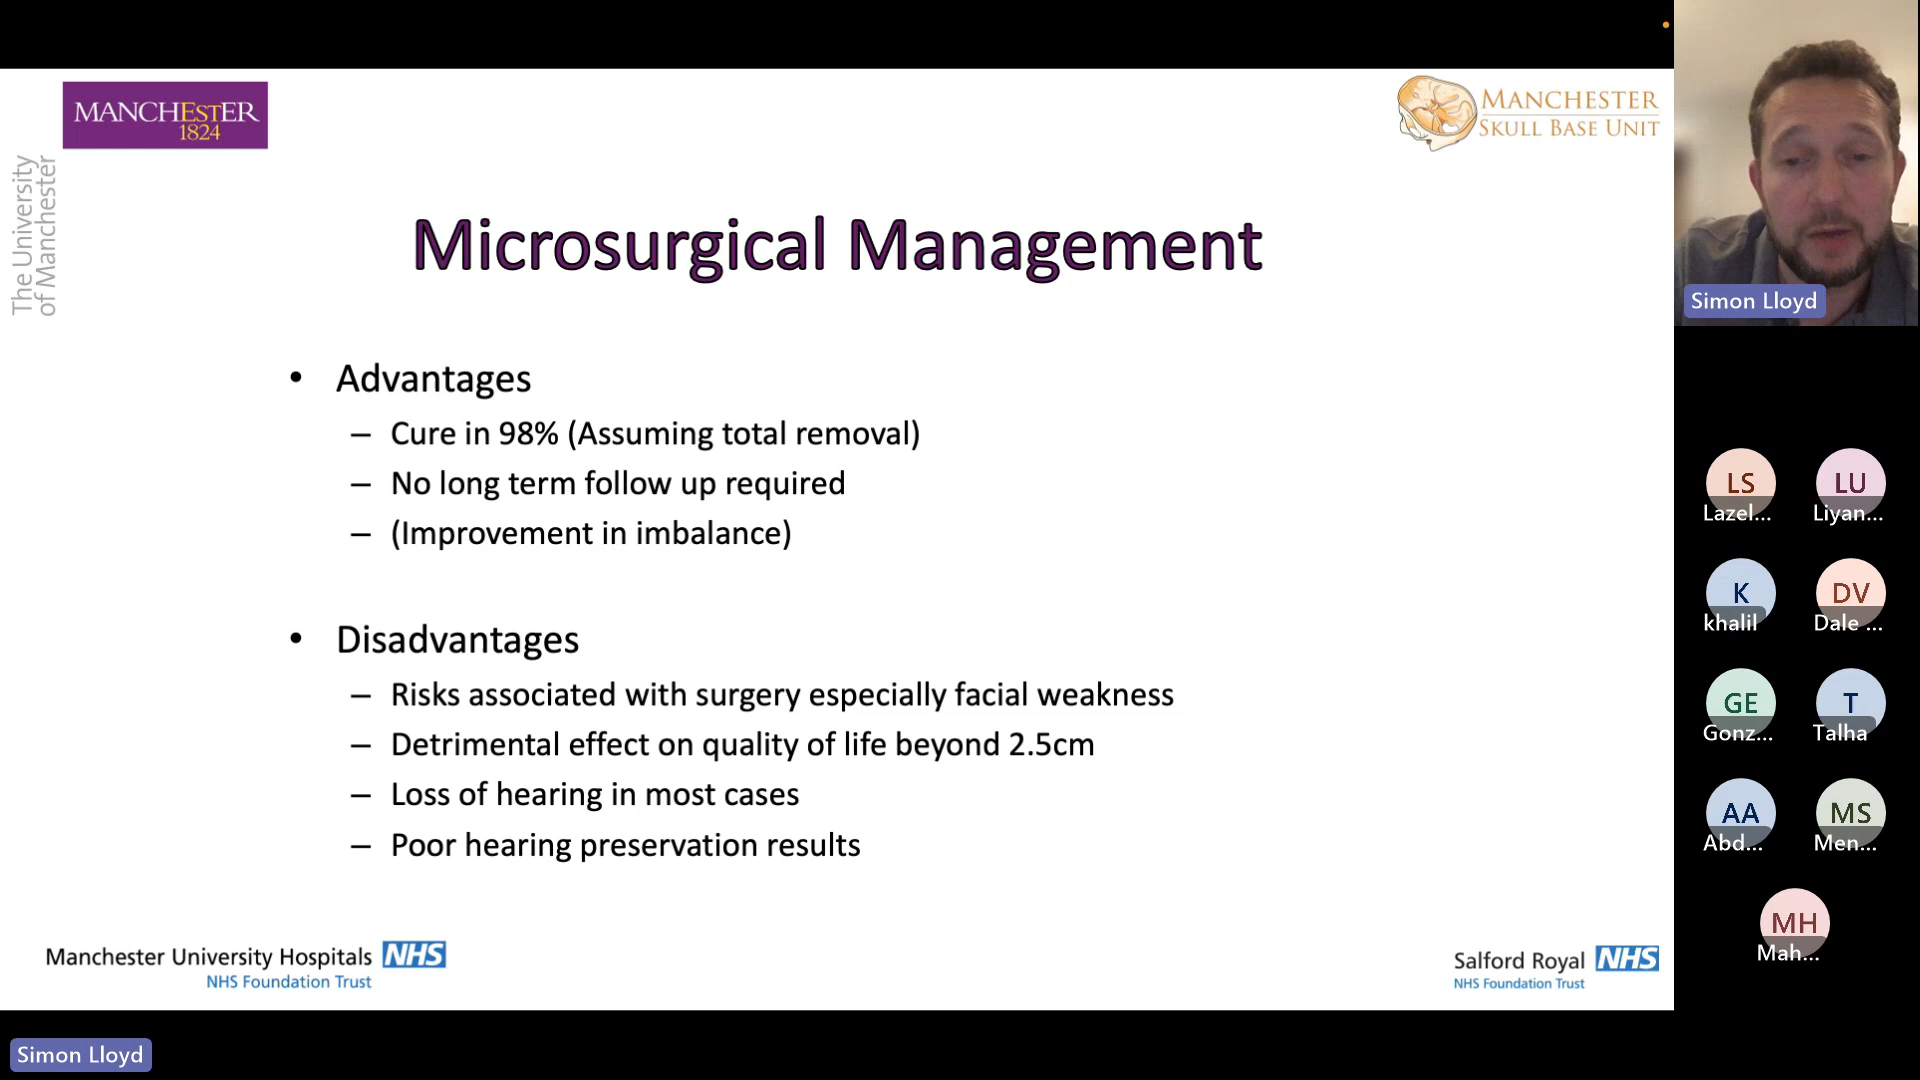 MANCHESTER
1824
The University
of Manchester
MANCHESTER
SKULL BASE UNIT
Microsurgical Management
• Advantages
– Cure in 98% (Assuming total removal)
– No long term follow up required
– (Improvement in imbalance)
• Disadvantages
– Risks associated with surgery especially facial weakness
– Detrimental effect on quality of life beyond 2.5cm
– Loss of hearing in most cases
– Poor hearing preservation results
Manchester University Hospitals NHS
NHS Foundation Trust
Salford Royal NHS
NHS Foundation Trust
Simon Lloyd
Simon Lloyd
LS
Lazel...
LU
Liyan...
K
khalil
DV
Dale ...
GE
Gonz...
T
Talha
AA
Abd...
MS
Men...
MH
Mah...